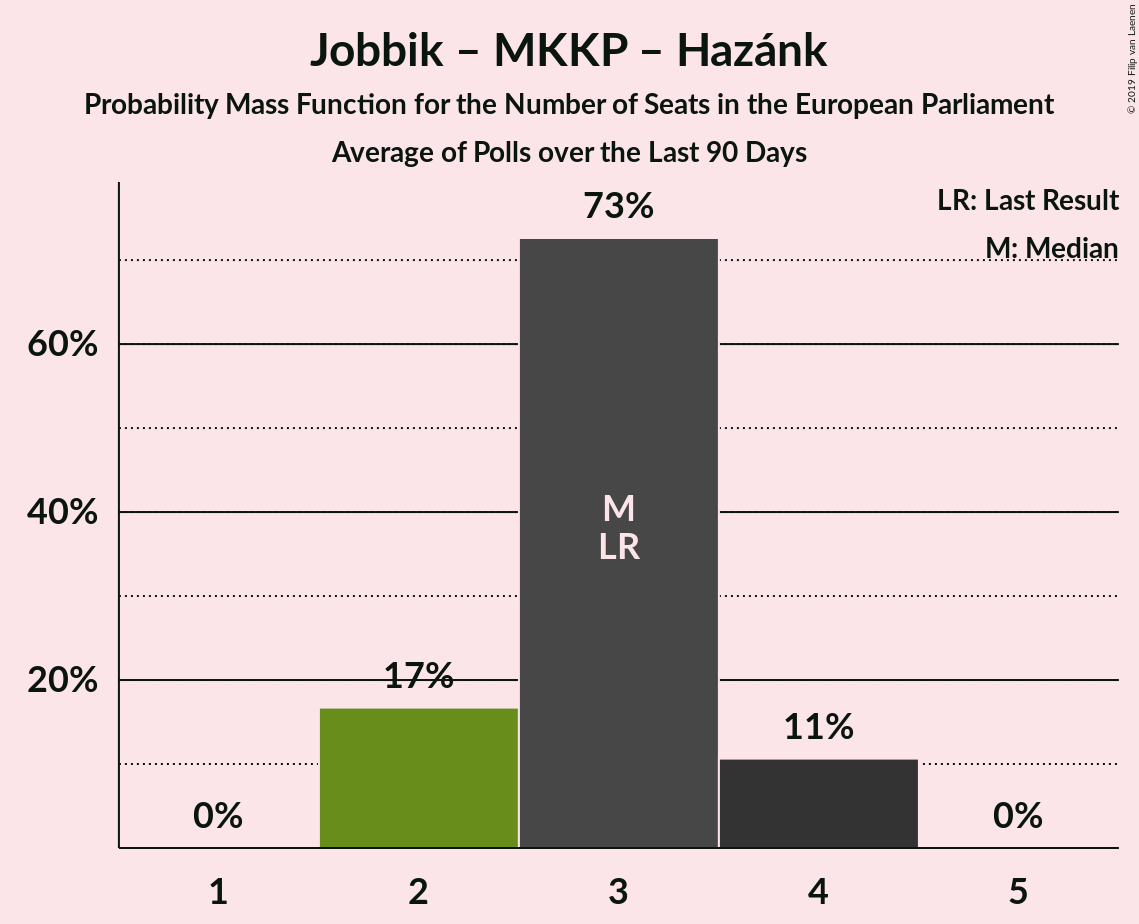 Jobbik – MKKP – Hazánk
Probability Mass Function for the Number of Seats in the European Parliament
Average of Polls over the Last 90 Days
© 2019 Filip van Laenen
LR: Last Result
M: Median
73%
60%
40%
M
LR
20%
17%
11%
0%
0%
1
2
3
4
5